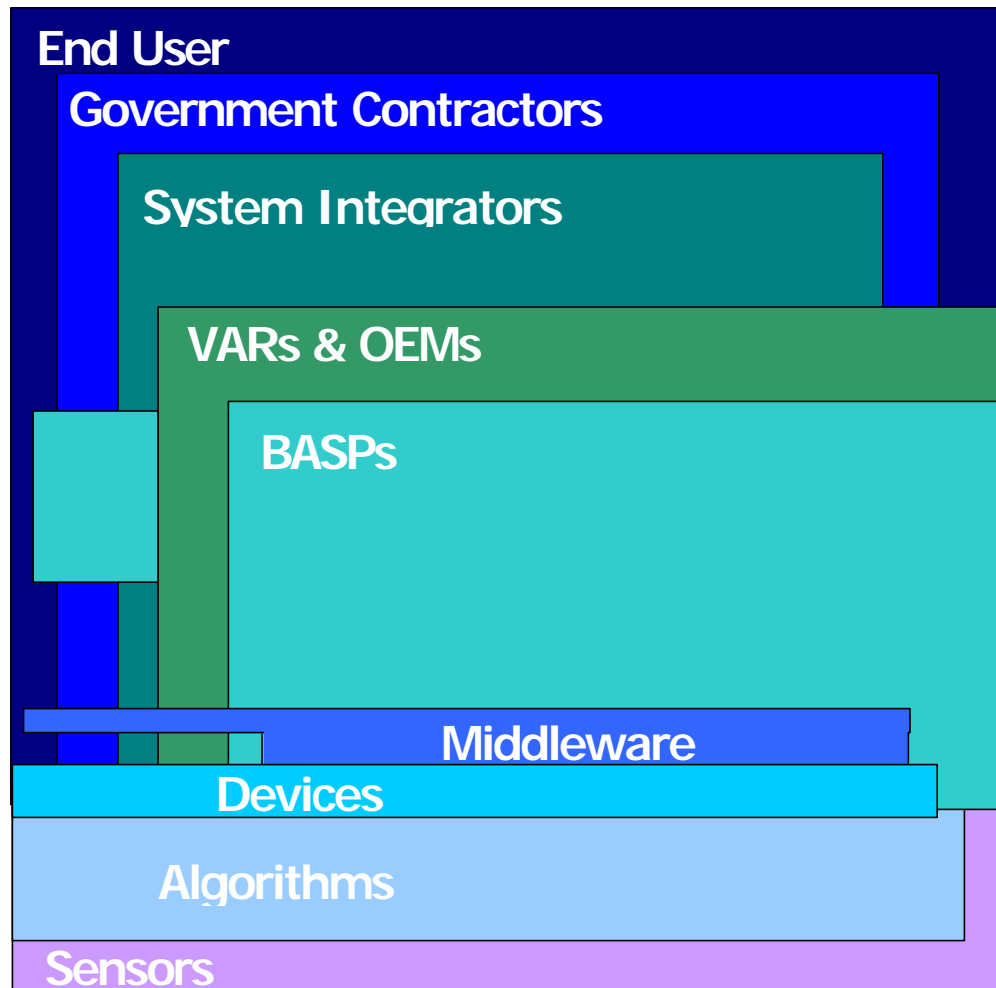 End User
Government Contractors
System Integrators
VARs & OEMs
BASPs
Middleware
Devices
Algorithms
Sensors